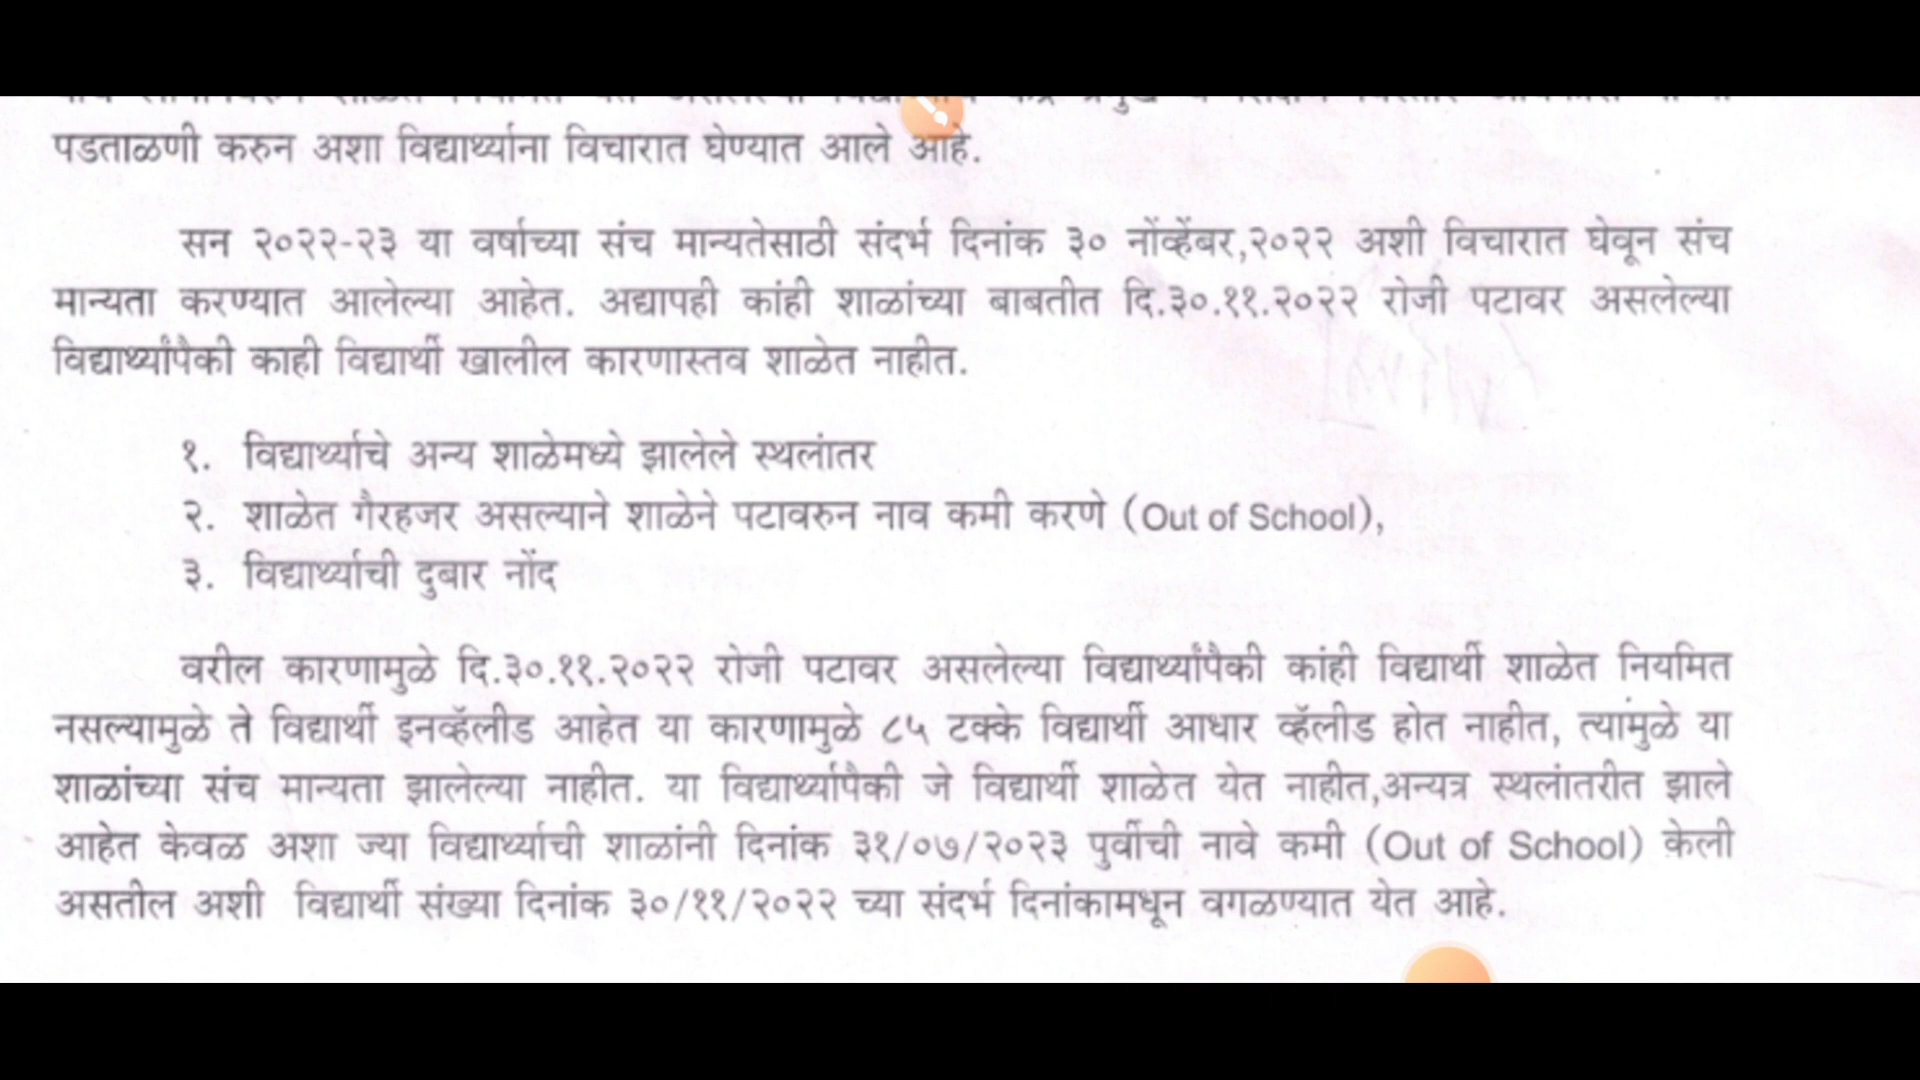 पडताळणी करुन अशा विद्यार्थ्याना विचारात घेण्यात आले आहे.
सन २०२२-२३ या वर्षाच्या संच मान्यतेसाठी संदर्भ दिनांक ३० नोंव्हेंबर,२०२२ अशी विचारात घेवून संच
मान्यता करण्यात आलेल्या आहेत. अद्यापही कांही शाळांच्या बाबतीत दि.३०.११.२०२२ रोजी पटावर असलेल्या
विद्यार्थ्यांपैकी काही विद्यार्थी खालील कारणास्तव शाळेत नाहीत.
१. विद्यार्थ्याचे अन्य शाळेमध्ये झालेले स्थलांतर
२. शाळेत गैरहजर असल्याने शाळेने पटावरुन नाव कमी करणे (Out of School),
३. विद्यार्थ्याची दुबार नोंद
वरील कारणामुळे दि.३०.११.२०२२ रोजी पटावर असलेल्या विद्यार्थ्यांपैकी कांही विद्यार्थी शाळेत नियमित
नसल्यामुळे ते विद्यार्थी इनव्हॅलीड आहेत या कारणामुळे ८५ टक्के विद्यार्थी आधार व्हॅलीड होत नाहीत, त्यांमुळे या
शाळांच्या संच मान्यता झालेल्या नाहीत. या विद्यार्थ्यापैकी जे विद्यार्थी शाळेत येत नाहीत,अन्यत्र स्थलांतरीत झाले
आहेत केवळ अशा ज्या विद्यार्थ्याची शाळांनी दिनांक ३१/०७/२०२३ पुर्वीची नावे कमी (Out of School) केली
असतील अशी विद्यार्थी संख्या दिनांक ३०/११/२०२२ च्या संदर्भ दिनांकामधून वगळण्यात येत आहे.